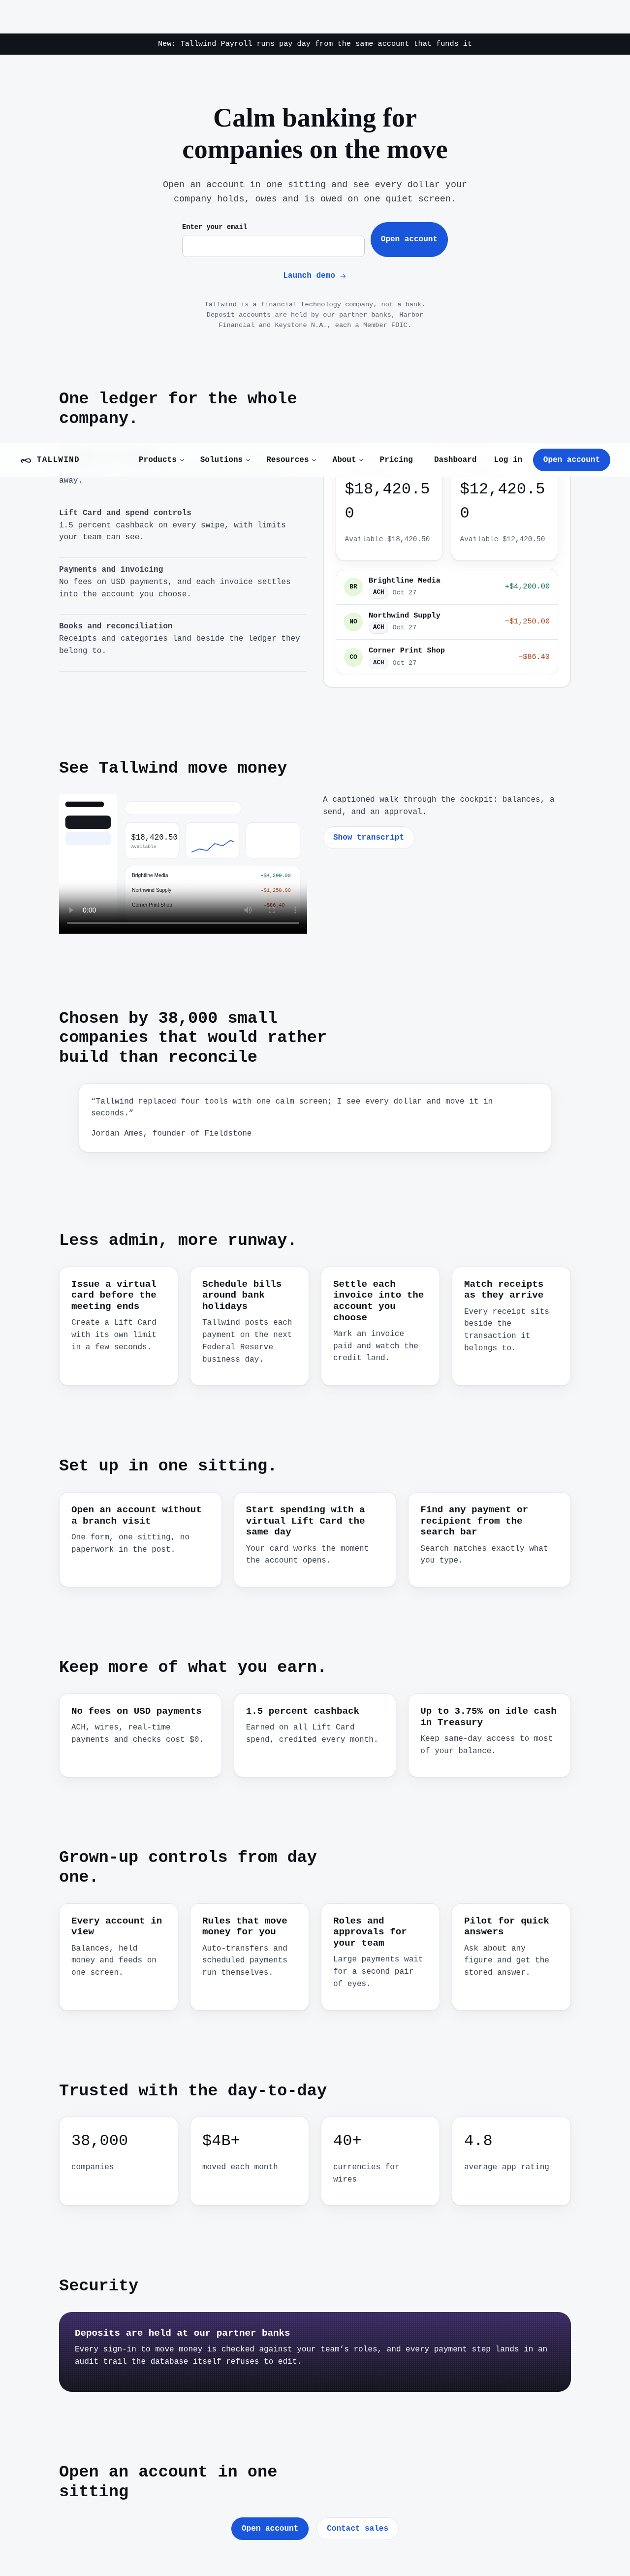 New: Tallwind Payroll runs pay day from the same account that funds it
Calm banking for
companies on the move
Open an account in one sitting and see every dollar your
company holds, owes and is owed on one quiet screen.
Enter your email
Open account
Launch demo →
Tallwind is a financial technology company, not a bank.
Deposit accounts are held by our partner banks, Harbor
Financial and Keystone N.A., each a Member FDIC.
One ledger for the whole
company.
TALLWIND Products Solutions Resources About Pricing Dashboard Log in Open account
away.
Lift Card and spend controls
1.5 percent cashback on every swipe, with limits
your team can see.
Payments and invoicing
No fees on USD payments, and each invoice settles
into the account you choose.
Books and reconciliation
Receipts and categories land beside the ledger they
belong to.
$18,420.5
0
Available $18,420.50
$12,420.5
0
Available $12,420.50
BR Brightline Media +$4,200.00
ACH Oct 27
NO Northwind Supply −$1,250.00
ACH Oct 27
CO Corner Print Shop −$86.40
ACH Oct 27
See Tallwind move money
$18,420.50
Available
Brightline Media +$4,200.00
Northwind Supply -$1,250.00
Corner Print Shop -$86.40
0:00
A captioned walk through the cockpit: balances, a
send, and an approval.
Show transcript
Chosen by 38,000 small
companies that would rather
build than reconcile
“Tallwind replaced four tools with one calm screen; I see every dollar and move it in
seconds.”
Jordan Ames, founder of Fieldstone
Less admin, more runway.
Issue a virtual
card before the
meeting ends
Create a Lift Card
with its own limit
in a few seconds.
Schedule bills
around bank
holidays
Tallwind posts each
payment on the next
Federal Reserve
business day.
Settle each
invoice into the
account you
choose
Mark an invoice
paid and watch the
credit land.
Match receipts
as they arrive
Every receipt sits
beside the
transaction it
belongs to.
Set up in one sitting.
Open an account without
a branch visit
One form, one sitting, no
paperwork in the post.
Start spending with a
virtual Lift Card the
same day
Your card works the moment
the account opens.
Find any payment or
recipient from the
search bar
Search matches exactly what
you type.
Keep more of what you earn.
No fees on USD payments
ACH, wires, real-time
payments and checks cost $0.
1.5 percent cashback
Earned on all Lift Card
spend, credited every month.
Up to 3.75% on idle cash
in Treasury
Keep same-day access to most
of your balance.
Grown-up controls from day
one.
Every account in
view
Balances, held
money and feeds on
one screen.
Rules that move
money for you
Auto-transfers and
scheduled payments
run themselves.
Roles and
approvals for
your team
Large payments wait
for a second pair
of eyes.
Pilot for quick
answers
Ask about any
figure and get the
stored answer.
Trusted with the day-to-day
38,000
companies
$4B+
moved each month
40+
currencies for
wires
4.8
average app rating
Security
Deposits are held at our partner banks
Every sign-in to move money is checked against your team’s roles, and every payment step lands in an
audit trail the database itself refuses to edit.
Open an account in one
sitting
Open account Contact sales